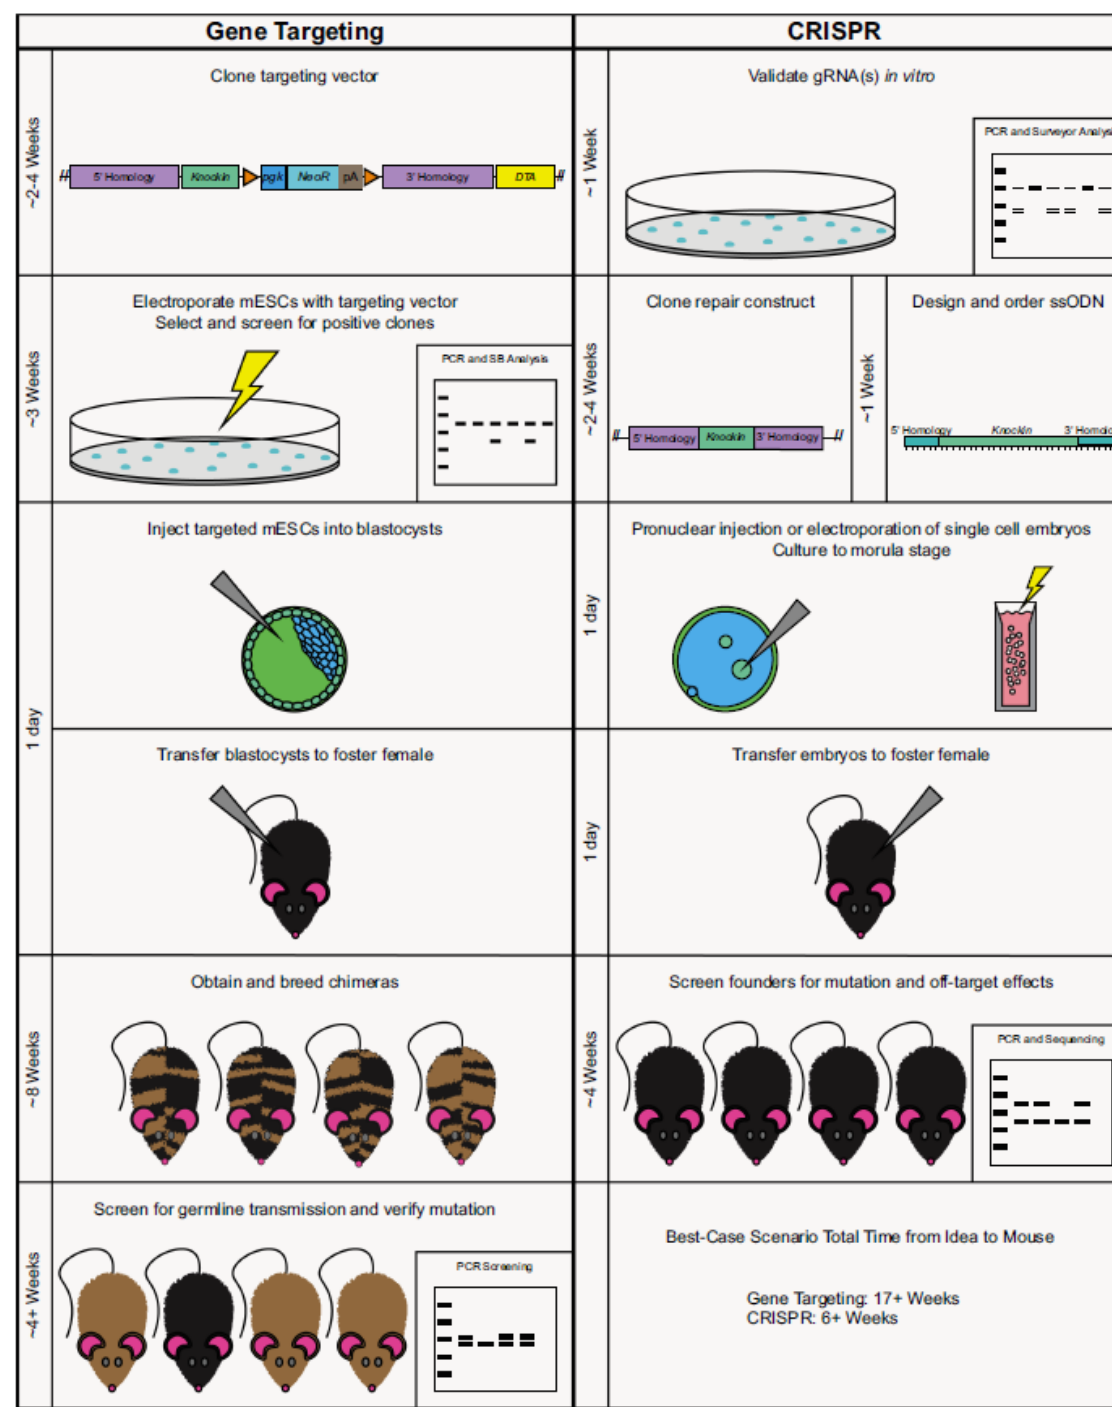 Gene Targeting
CRISPR
~2-4 Weeks
Clone targeting vector
5' Homology
Knockin
pgk
NeoR
pA
3' Homology
DTA
~1 Week
Validate gRNA(s) in vitro
PCR and Surveyor
~3 Weeks
Electroporate mESCs with targeting vector
Select and screen for positive clones
PCR and SB Analysis
~2-4 Weeks
Clone repair construct
5' Homology
Knockin
3' Homology
~1 Week
Design and order ssODN
5' Homology
Knockin
3'
1 day
Inject targeted mESCs into blastocysts
1 day
Pronuclear injection or electroporation of single cell embryos
Culture to morula stage
Transfer blastocysts to foster female
1 day
Transfer embryos to foster female
~8 Weeks
Obtain and breed chimeras
~4 Weeks
Screen founders for mutation and off-target effects
PCR and Sequencing
~4+ Weeks
Screen for germline transmission and verify mutation
PCR Screening
Best-Case Scenario Total Time from Idea to Mouse
Gene Targeting: 17+ Weeks
CRISPR: 6+ Weeks